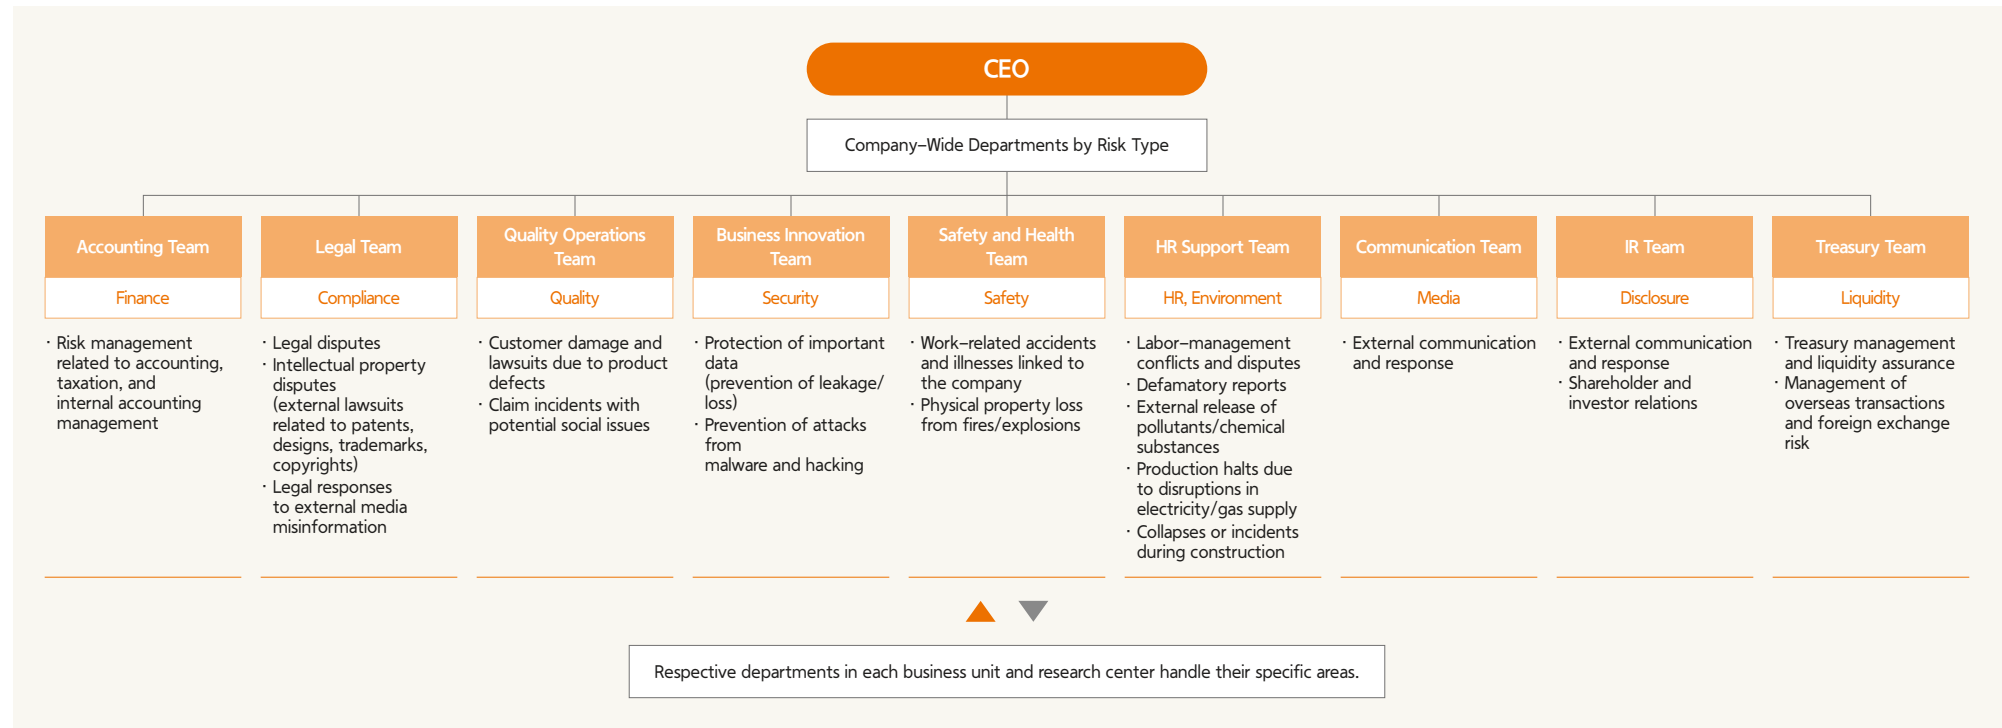 CEO
Company-Wide Departments by Risk Type
Accounting Team
Finance
· Risk management
related to accounting,
taxation, and
internal accounting
management
Legal Team
Compliance
· Legal disputes
· Intellectual property
disputes
(external lawsuits
related to patents,
designs, trademarks,
copyrights)
· Legal responses
to external media
misinformation
Quality Operations
Team
Quality
· Customer damage and
lawsuits due to product
defects
· Claim incidents with
potential social issues
Business Innovation
Team
Security
· Protection of important
data
(prevention of leakage/
loss)
· Prevention of attacks
from
malware and hacking
Safety and Health
Team
Safety
· Work-related accidents
and illnesses linked to
the company
· Physical property loss
from fires/explosions
HR Support Team
HR, Environment
· Labor-management
conflicts and disputes
· Defamatory reports
· External release of
pollutants/chemical
substances
· Production halts due
to disruptions in
electricity/gas supply
· Collapses or incidents
during construction
Communication Team
Media
· External communication
and response
IR Team
Disclosure
· External communication
and response
· Shareholder and
investor relations
Treasury Team
Liquidity
· Treasury management
and liquidity assurance
· Management of
overseas transactions
and foreign exchange
risk
Respective departments in each business unit and research center handle their specific areas.